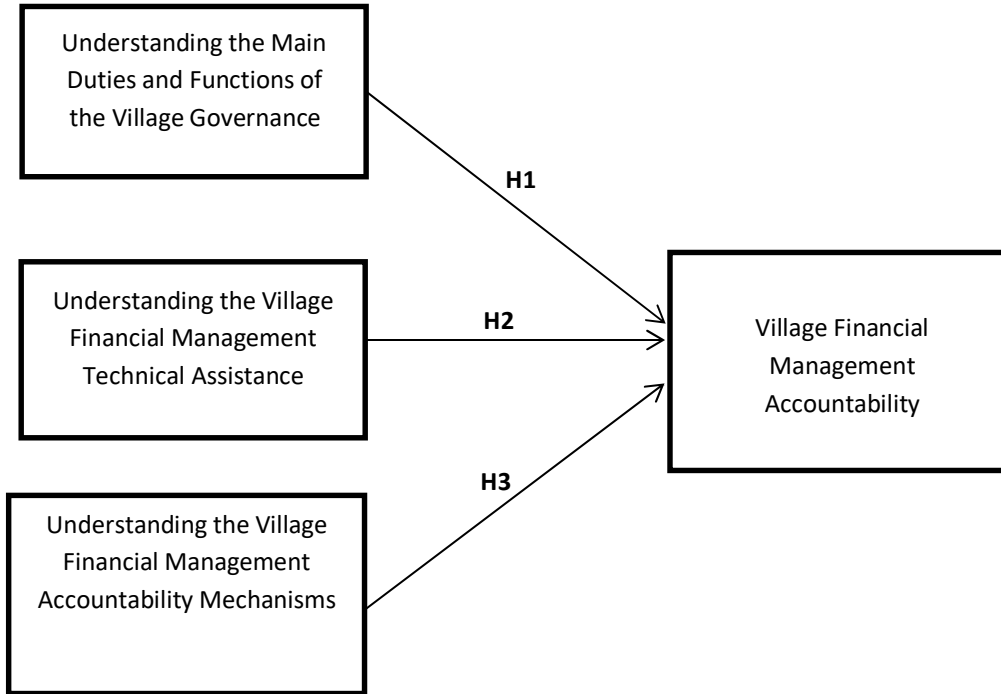 Understanding the Main
Duties and Functions of
the Village Governance
H1
Understanding the Village
Financial Management
Technical Assistance
H2
Village Financial
Management
Accountability
Understanding the Village
Financial Management
Accountability Mechanisms
H3